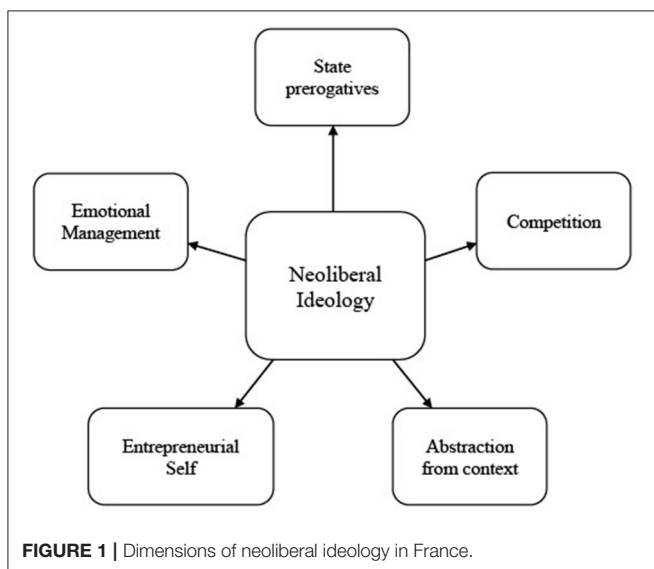 State
prerogatives
Emotional
Management
Competition
Neoliberal
Ideology
Entrepreneurial
Self
Abstraction
from context
FIGURE 1 | Dimensions of neoliberal ideology in France.